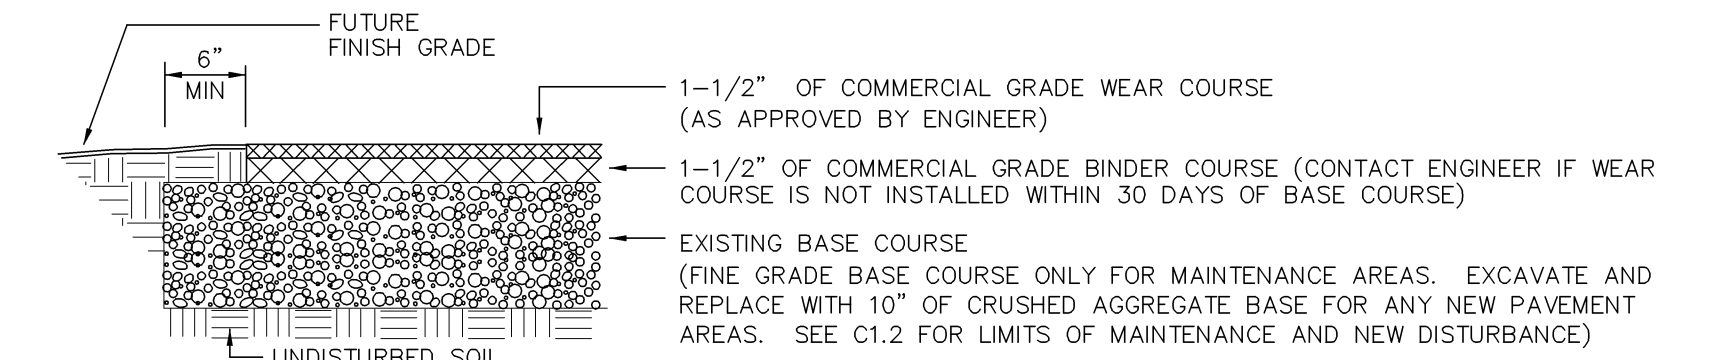 FUTURE
FINISH GRADE
6"
MIN
1-1/2"  OF COMMERCIAL GRADE WEAR COURSE
(AS APPROVED BY ENGINEER)
1-1/2" OF COMMERCIAL GRADE BINDER COURSE (CONTACT ENGINEER IF WEAR
COURSE IS NOT INSTALLED WITHIN 30 DAYS OF BASE COURSE)
EXISTING BASE COURSE
(FINE GRADE BASE COURSE ONLY FOR MAINTENANCE AREAS.  EXCAVATE AND
REPLACE WITH 10" OF CRUSHED AGGREGATE BASE FOR ANY NEW PAVEMENT
AREAS.  SEE C1.2 FOR LIMITS OF MAINTENANCE AND NEW DISTURBANCE)
UNDISTURBED SOIL